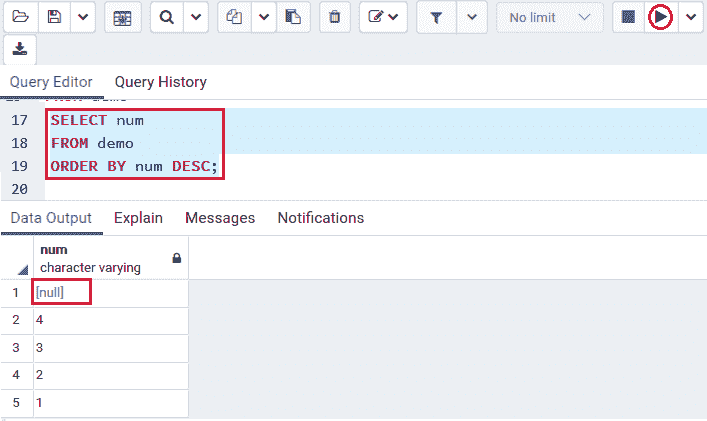 No limit
Query Editor Query History
17 SELECT num
18 FROM demo
19 ORDER BY num DESC;
20
Data Output Explain Messages Notifications
num
character varying
1 [null]
2 4
3 3
4 2
5 1